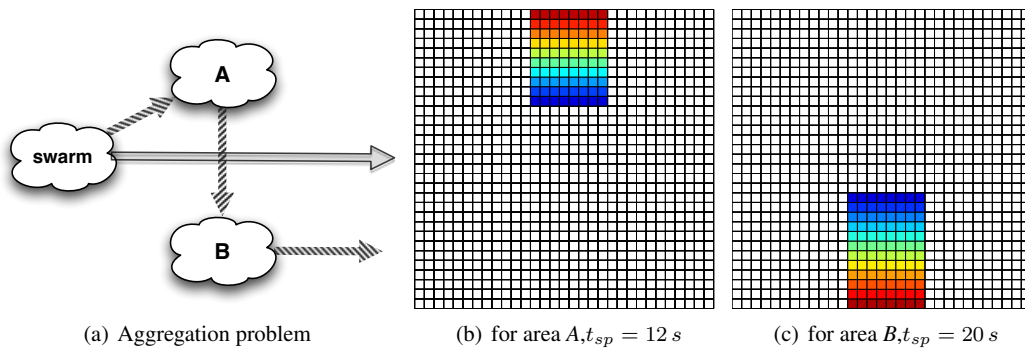 A
swarm
B
(a) Aggregation problem
(b) for area A,t_sp = 12 s
(c) for area B,t_sp = 20 s